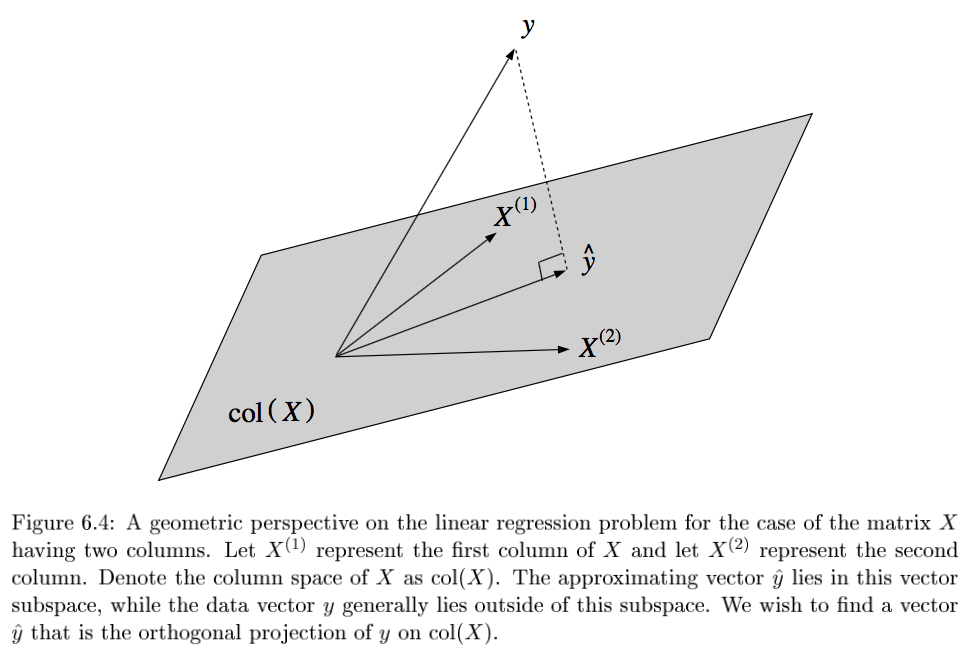 y
X(1)
ŷ
X(2)
col(X)
Figure 6.4: A geometric perspective on the linear regression problem for the case of the matrix X
having two columns. Let X(1) represent the first column of X and let X(2) represent the second
column. Denote the column space of X as col(X). The approximating vector ŷ lies in this vector
subspace, while the data vector y generally lies outside of this subspace. We wish to find a vector
ŷ that is the orthogonal projection of y on col(X).